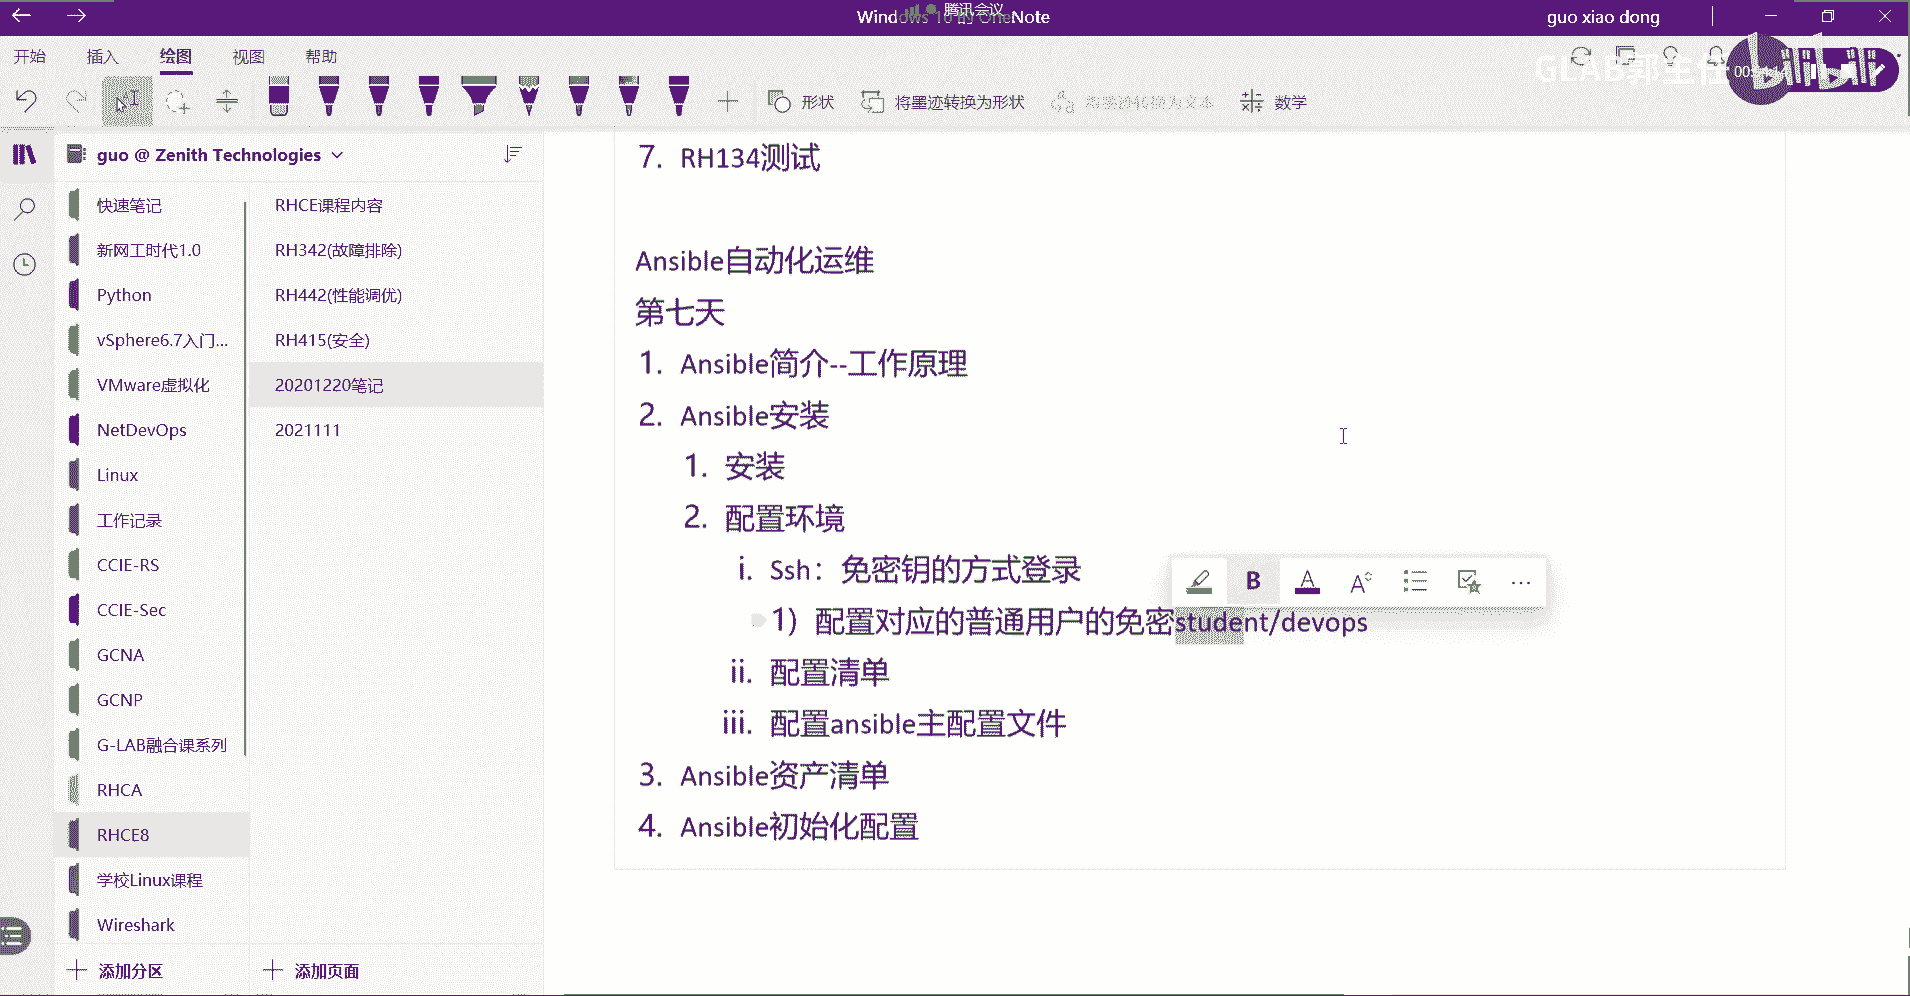 腾讯会议
Windows 10 的 OneNote
guo xiao dong
开始 插入 绘图 视图 帮助
GLAB郭主任
bilibili
形状 将墨迹转换为形状 将墨迹转换为文本 数学
guo @ Zenith Technologies
快速笔记
新网工时代1.0
Python
vSphere6.7入门...
VMware虚拟化
NetDevOps
Linux
工作记录
CCIE-RS
CCIE-Sec
GCNA
GCNP
G-LAB融合课系列
RHCA
RHCE8
学校Linux课程
Wireshark
添加分区
RHCE课程内容
RH342(故障排除)
RH442(性能调优)
RH415(安全)
20201220笔记
2021111
添加页面
7. RH134测试
Ansible自动化运维
第七天
1. Ansible简介--工作原理
2. Ansible安装
1. 安装
2. 配置环境
i. Ssh：免密钥的方式登录
1) 配置对应的普通用户的免密student/devops
ii. 配置清单
iii. 配置ansible主配置文件
3. Ansible资产清单
4. Ansible初始化配置